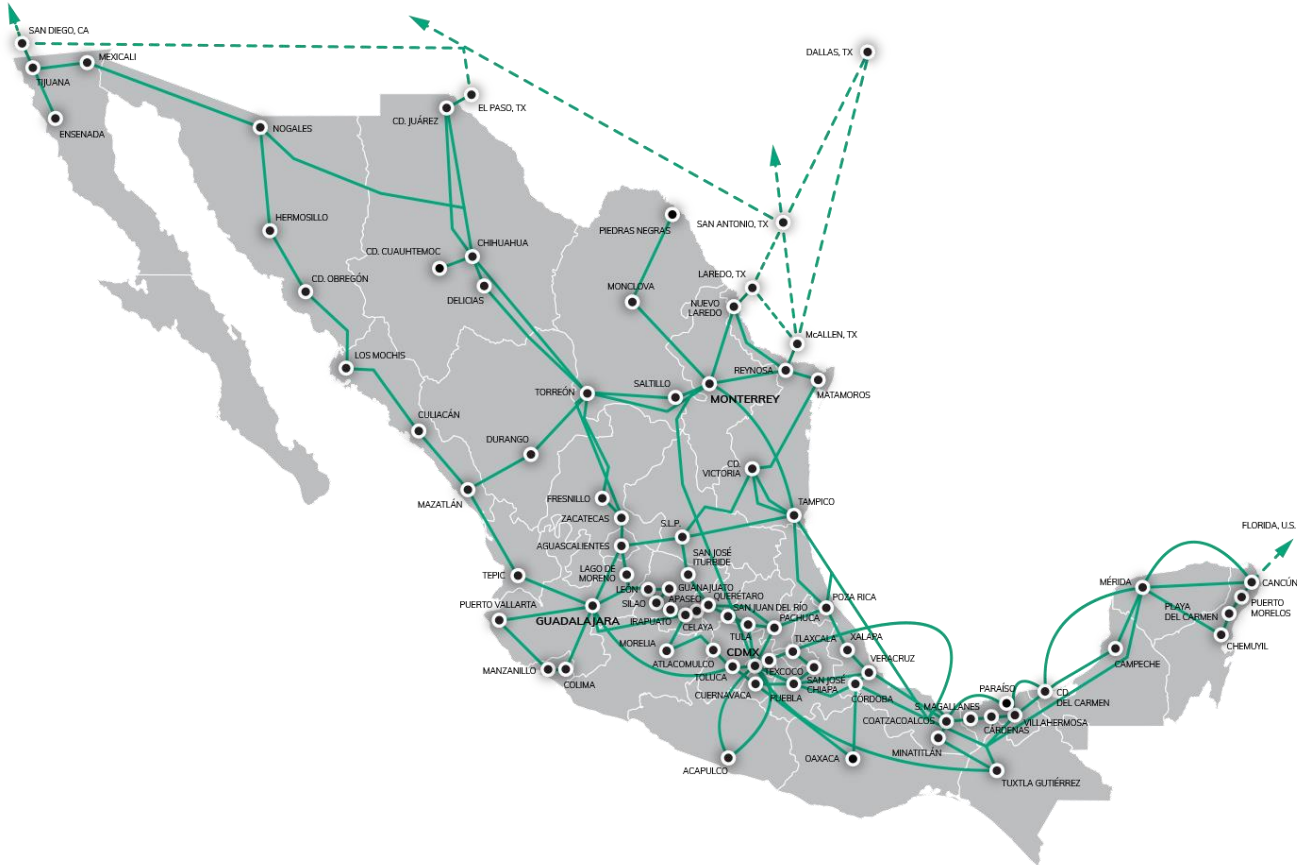 SAN DIEGO, CA
MEXICALI
TIJUANA
ENSENADA
NOGALES
CD. JUÁREZ
EL PASO, TX
DALLAS, TX
HERMOSILLO
CD. OBREGÓN
CD. CUAUHTEMOC
CHIHUAHUA
DELICIAS
PIEDRAS NEGRAS
SAN ANTONIO, TX
LAREDO, TX
MONCLOVA
NUEVO
LAREDO
McALLEN, TX
LOS MOCHIS
REYNOSA
MATAMOROS
TORREÓN
SALTILLO
MONTERREY
CULIACÁN
DURANGO
CD.
VICTORIA
MAZATLÁN
FRESNILLO
ZACATECAS
S.L.P.
TAMPICO
AGUASCALIENTES
SAN JOSÉ
ITURBIDE
FLORIDA, U.S.
TEPIC
LAGO DE
MORENO
LEÓN
GUANAJUATO
SILAO
APASEO
QUERÉTARO
PUERTO VALLARTA
GUADALAJARA
IRAPUATO
CELAYA
SAN JUAN DEL RIO
PACHUCA
POZA RICA
MÉRIDA
CANCÚN
PLAYA
DEL CARMEN
PUERTO
MORELOS
CHEMUYIL
MORELIA
TULA
TLAXCALA
XALAPA
MANZANILLO
COLIMA
ATLACOMULCO
CDMX
TEXCOCO
VERACRUZ
CAMPECHE
TOLUCA
SAN JOSÉ
CHIAPA
CUERNAVACA
PUEBLA
CÓRDOBA
PARAÍSO
CD.
DEL CARMEN
S. MAGALLANES
COATZACOALCOS
CÁRDENAS
VILLAHERMOSA
MINATITLÁN
ACAPULCO
OAXACA
TUXTLA GUTIÉRREZ